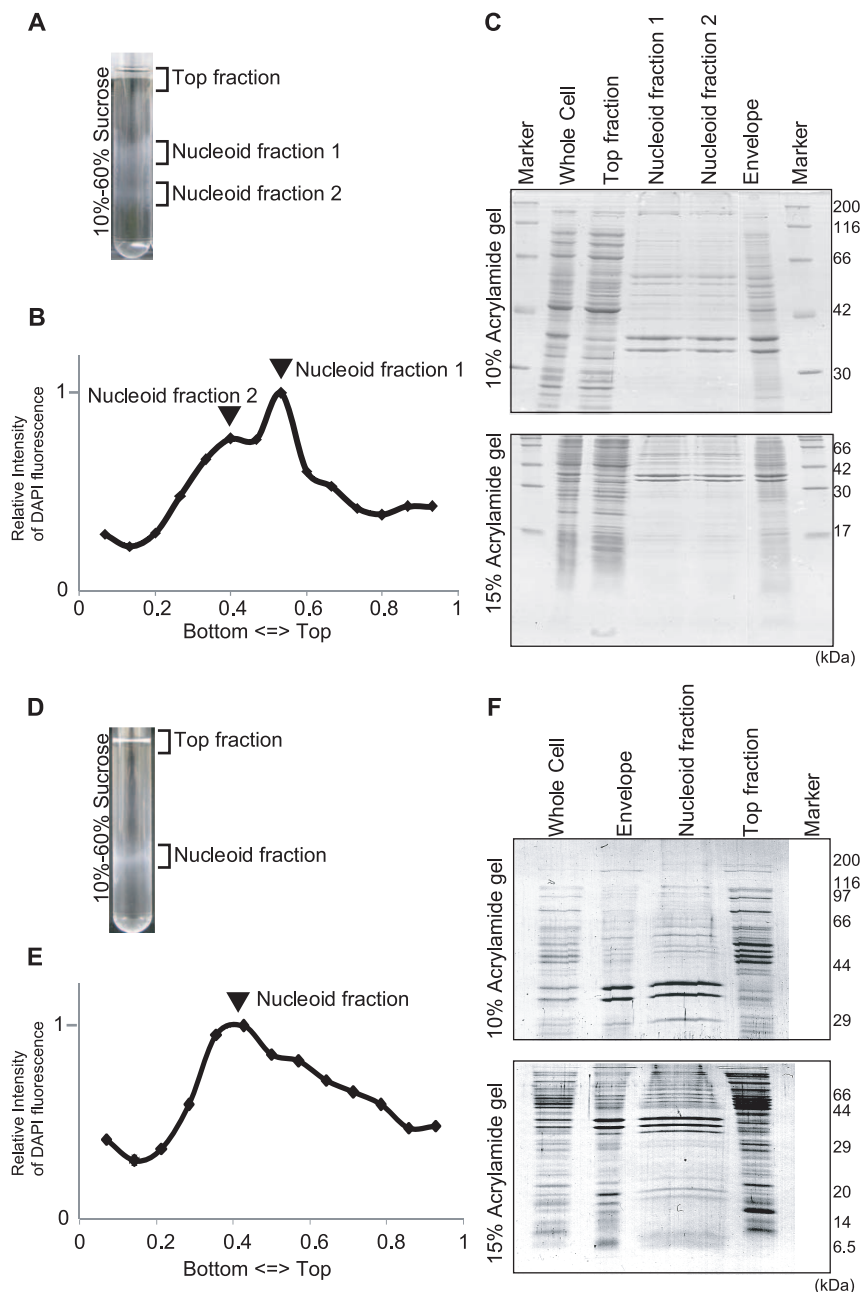 A
10%-60% Sucrose
Top fraction
Nucleoid fraction 1
Nucleoid fraction 2
B
Relative Intensity
of DAPI fluorescence
1
0
Nucleoid fraction 1
Nucleoid fraction 2
0 0.2 0.4 0.6 0.8 1
Bottom <=> Top
C
Marker
Whole Cell
Top fraction
Nucleoid fraction 1
Nucleoid fraction 2
Envelope
Marker
10% Acrylamide gel
200
116
66
42
30
15% Acrylamide gel
66
42
30
17
(kDa)
D
10%-60% Sucrose
Top fraction
Nucleoid fraction
E
Relative Intensity
of DAPI fluorescence
1
0
Nucleoid fraction
0 0.2 0.4 0.6 0.8 1
Bottom <=> Top
F
Whole Cell
Envelope
Nucleoid fraction
Top fraction
Marker
10% Acrylamide gel
200
116
97
66
44
29
15% Acrylamide gel
66
44
29
20
14
6.5
(kDa)